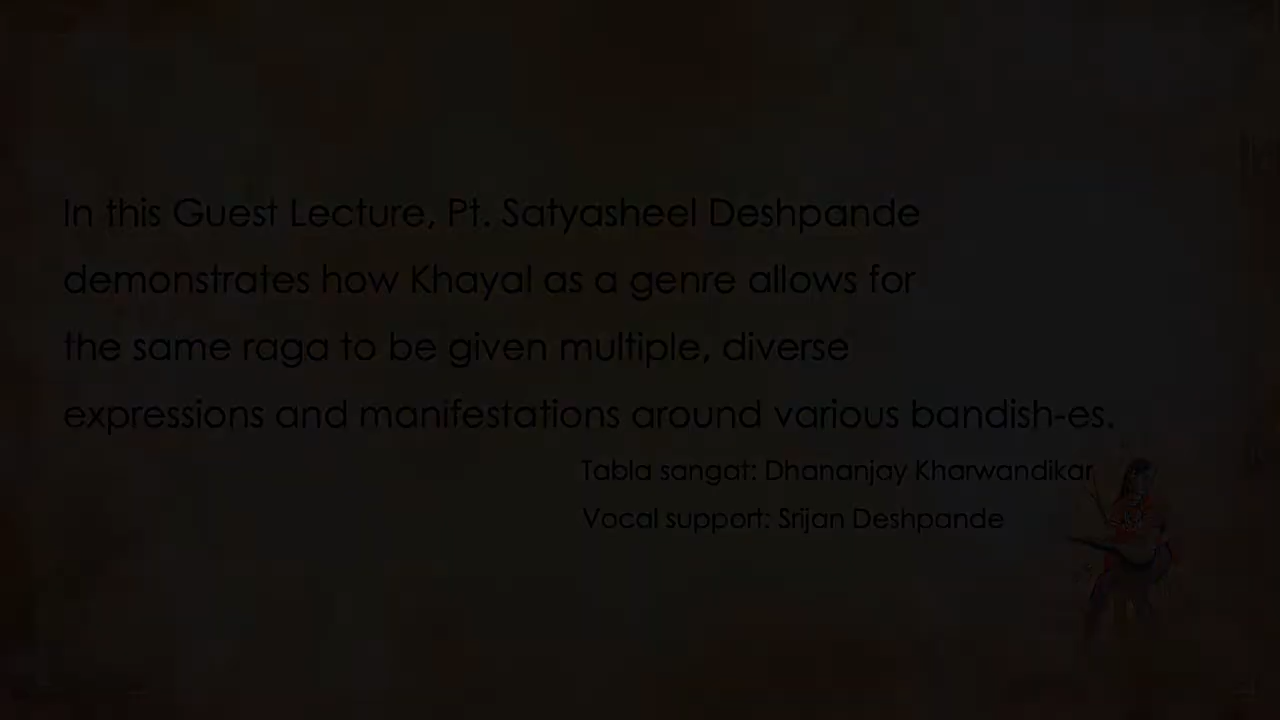 In this Guest Lecture, Pt. Satyasheel Deshpande
demonstrates how Khayal as a genre allows for
the same raga to be given multiple, diverse
expressions and manifestations around various bandish-es.
Tabla sangat: Dhananjay Kharwandikar
Vocal support: Srijan Deshpande